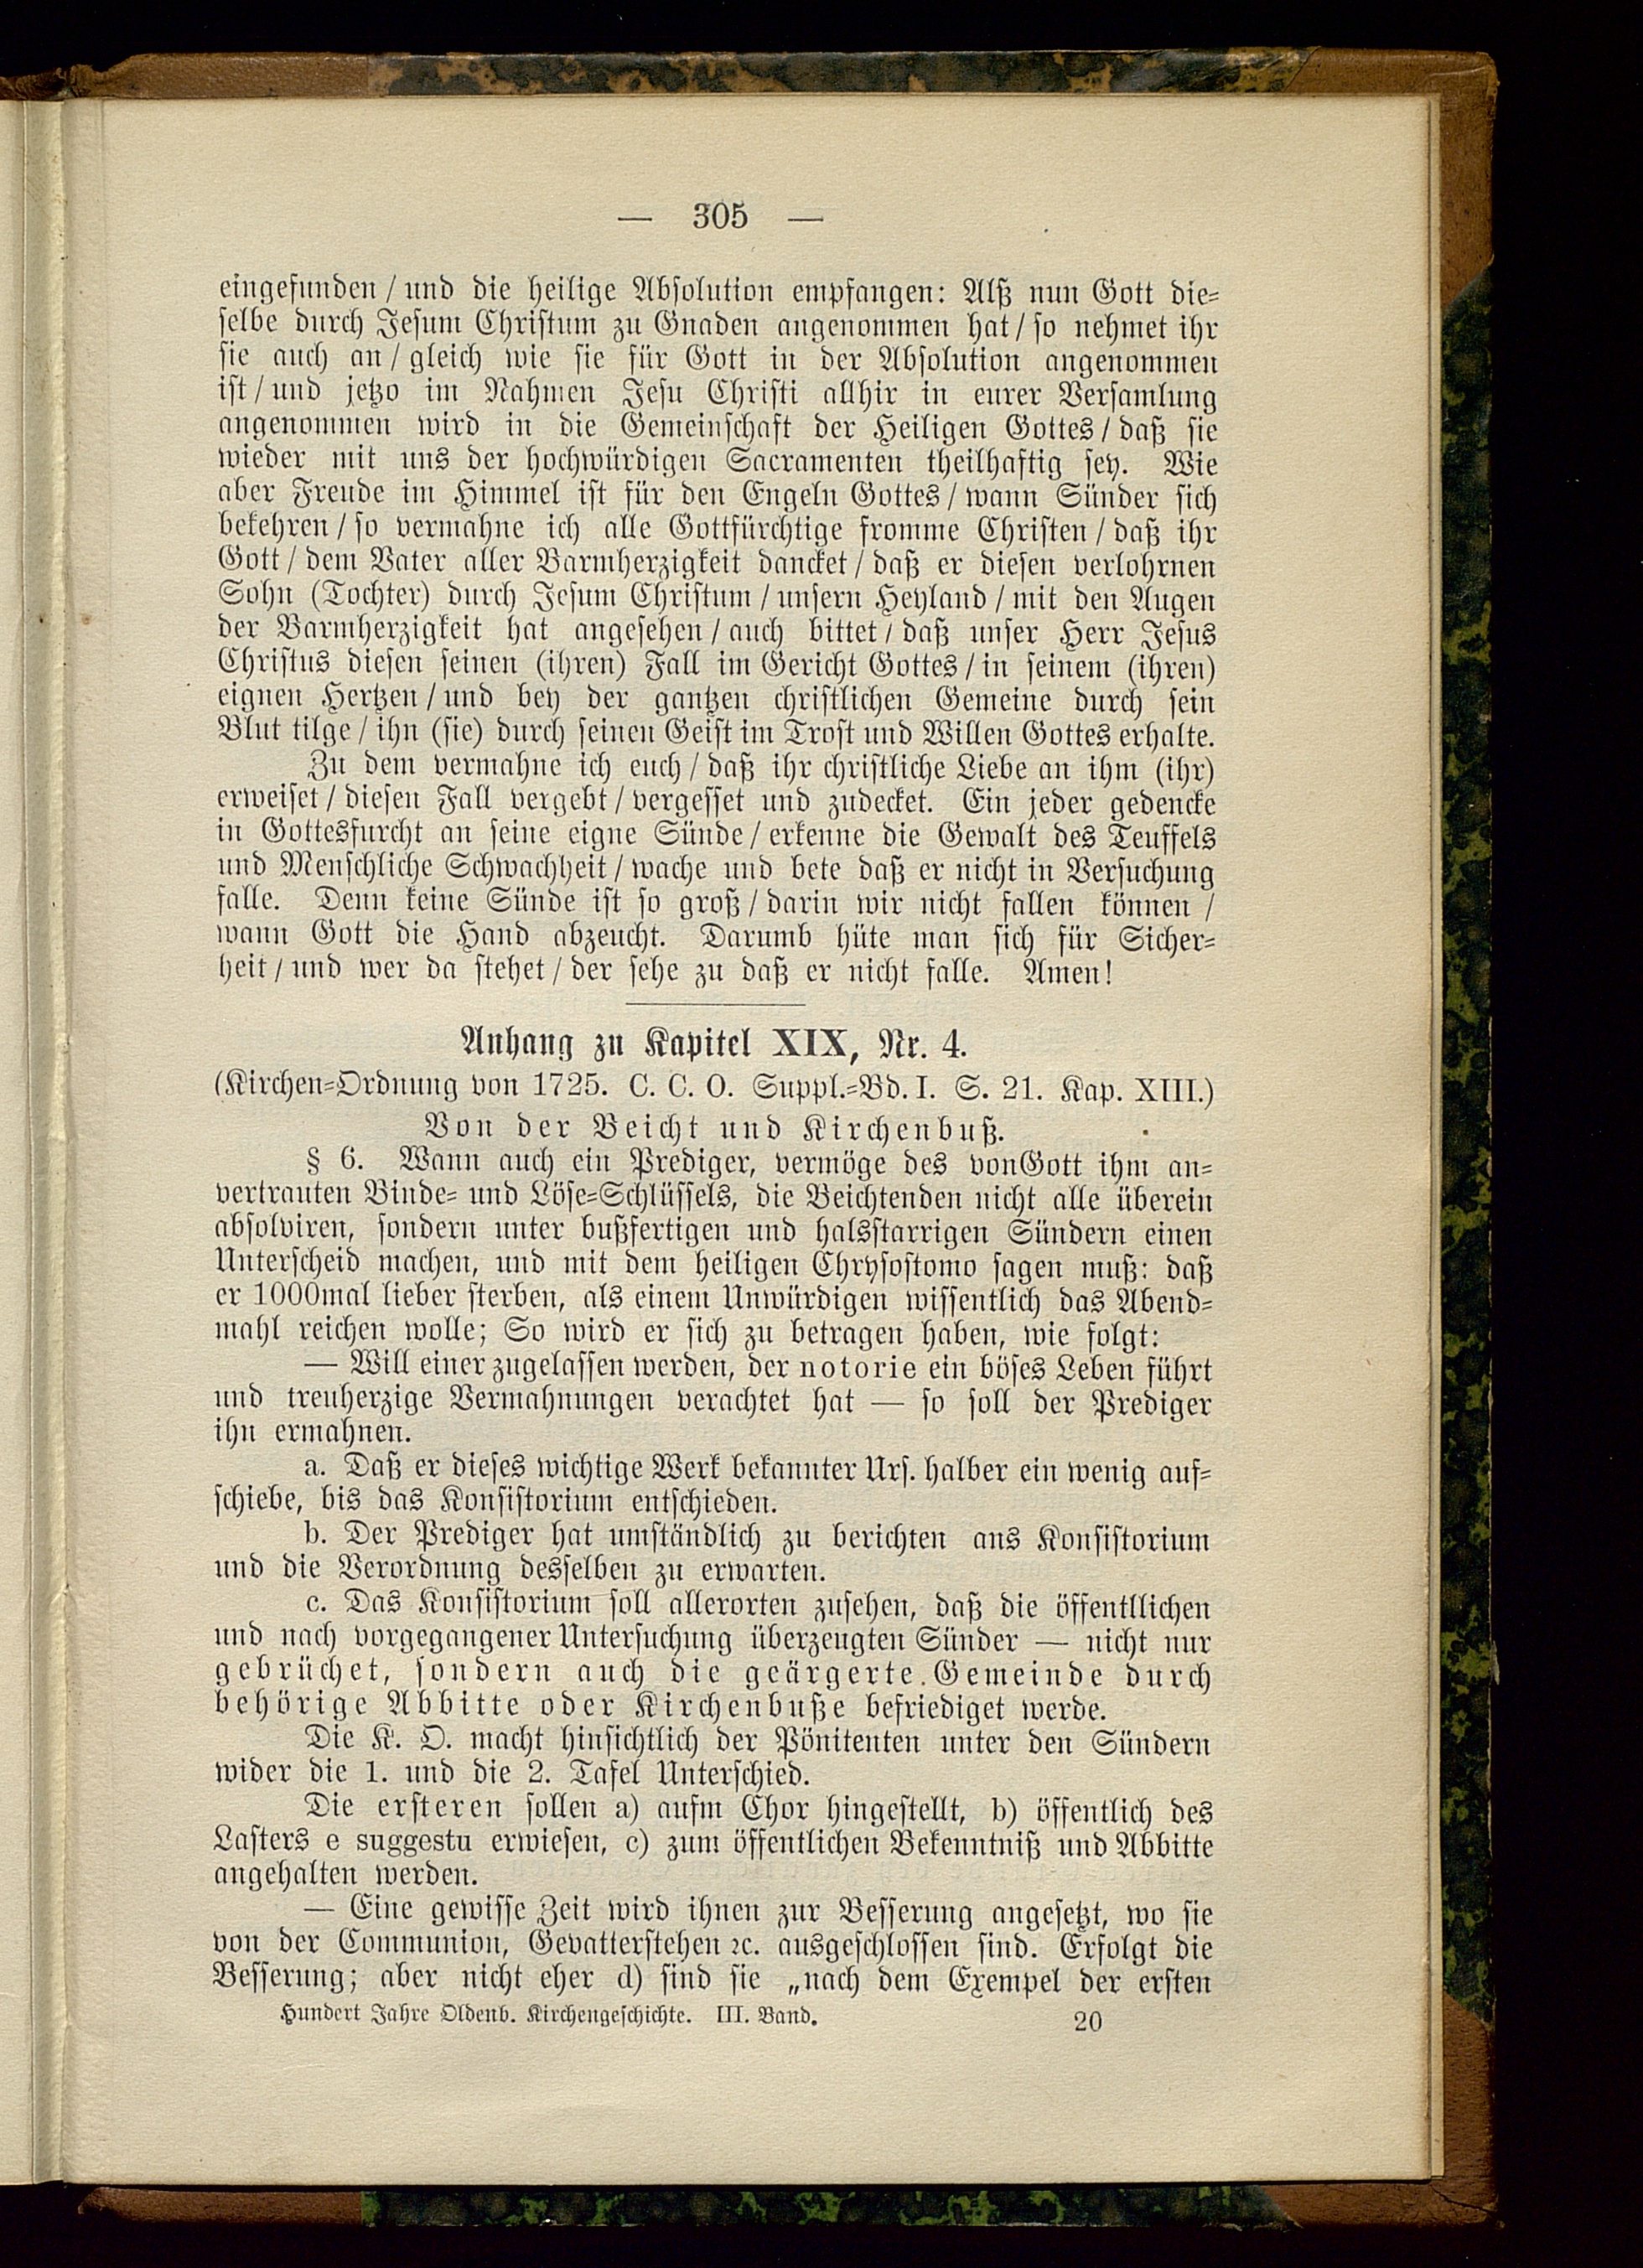 — 305 —
eingefunden / und die heilige Absolution empfangen: Alß nun Gott die-
selbe durch Jesum Christum zu Gnaden angenommen hat / so nehmet ihr
sie auch an / gleich wie sie für Gott in der Absolution angenommen
ist / und jetzo im Nahmen Jesu Christi allhir in eurer Versamlung
angenommen wird in die Gemeinschaft der Heiligen Gottes / daß sie
wieder mit uns der hochwürdigen Sacramenten theilhaftig sey. Wie
aber Freude im Himmel ist für den Engeln Gottes / wann Sünder sich
bekehren / so vermahne ich alle Gottfürchtige fromme Christen / daß ihr
Gott / dem Vater aller Barmherzigkeit dancket / daß er diesen verlohrnen
Sohn (Tochter) durch Jesum Christum / unsern Heyland / mit den Augen
der Barmherzigkeit hat angesehen / auch bittet / daß unser Herr Jesus
Christus diesen seinen (ihren) Fall im Gericht Gottes / in seinem (ihren)
eignen Hertzen / und bey der gantzen christlichen Gemeine durch sein
Blut tilge / ihn (sie) durch seinen Geist im Trost und Willen Gottes erhalte.
Zu dem vermahne ich euch / daß ihr christliche Liebe an ihm (ihr)
erweiset / diesen Fall vergebt / vergesset und zudecket. Ein jeder gedencke
in Gottesfurcht an seine eigne Sünde / erkenne die Gewalt des Teuffels
und Menschliche Schwachheit / wache und bete daß er nicht in Versuchung
falle. Denn keine Sünde ist so groß / darin wir nicht fallen können /
wann Gott die Hand abzeucht. Darumb hüte man sich für Sicher-
heit / und wer da stehet / der sehe zu daß er nicht falle. Amen!
Anhang zu Kapitel XIX, Nr. 4.
(Kirchen-Ordnung von 1725. C. C. O. Suppl.-Bd. I. S. 21. Kap. XIII.)
Von der Beicht und Kirchenbuß.
§ 6. Wann auch ein Prediger, vermöge des vonGott ihm an-
vertrauten Binde- und Löse-Schlüssels, die Beichtenden nicht alle überein
absolviren, sondern unter bußfertigen und halsstarrigen Sündern einen
Unterscheid machen, und mit dem heiligen Chrysostomo sagen muß: daß
er 1000mal lieber sterben, als einem Unwürdigen wissentlich das Abend-
mahl reichen wolle; So wird er sich zu betragen haben, wie folgt:
— Will einer zugelassen werden, der notorie ein böses Leben führt
und treuherzige Vermahnungen verachtet hat — so soll der Prediger
ihn ermahnen.
a. Daß er dieses wichtige Werk bekannter Urs. halber ein wenig auf-
schiebe, bis das Konsistorium entschieden.
b. Der Prediger hat umständlich zu berichten ans Konsistorium
und die Verordnung desselben zu erwarten.
c. Das Konsistorium soll allerorten zusehen, daß die öffentllichen
und nach vorgegangener Untersuchung überzeugten Sünder — nicht nur
gebrüchet, sondern auch die geärgerte Gemeinde durch
behörige Abbitte oder Kirchenbuße befriediget werde.
Die K. O. macht hinsichtlich der Pönitenten unter den Sündern
wider die 1. und die 2. Tafel Unterschied.
Die ersteren sollen a) aufm Chor hingestellt, b) öffentlich des
Lasters e suggestu erwiesen, c) zum öffentlichen Bekenntniß und Abbitte
angehalten werden.
— Eine gewisse Zeit wird ihnen zur Besserung angesetzt, wo sie
von der Communion, Gevatterstehen ꝛc. ausgeschlossen sind. Erfolgt die
Besserung; aber nicht eher d) sind sie „nach dem Exempel der ersten
Hundert Jahre Oldenb. Kirchengeschichte. III. Band. 20